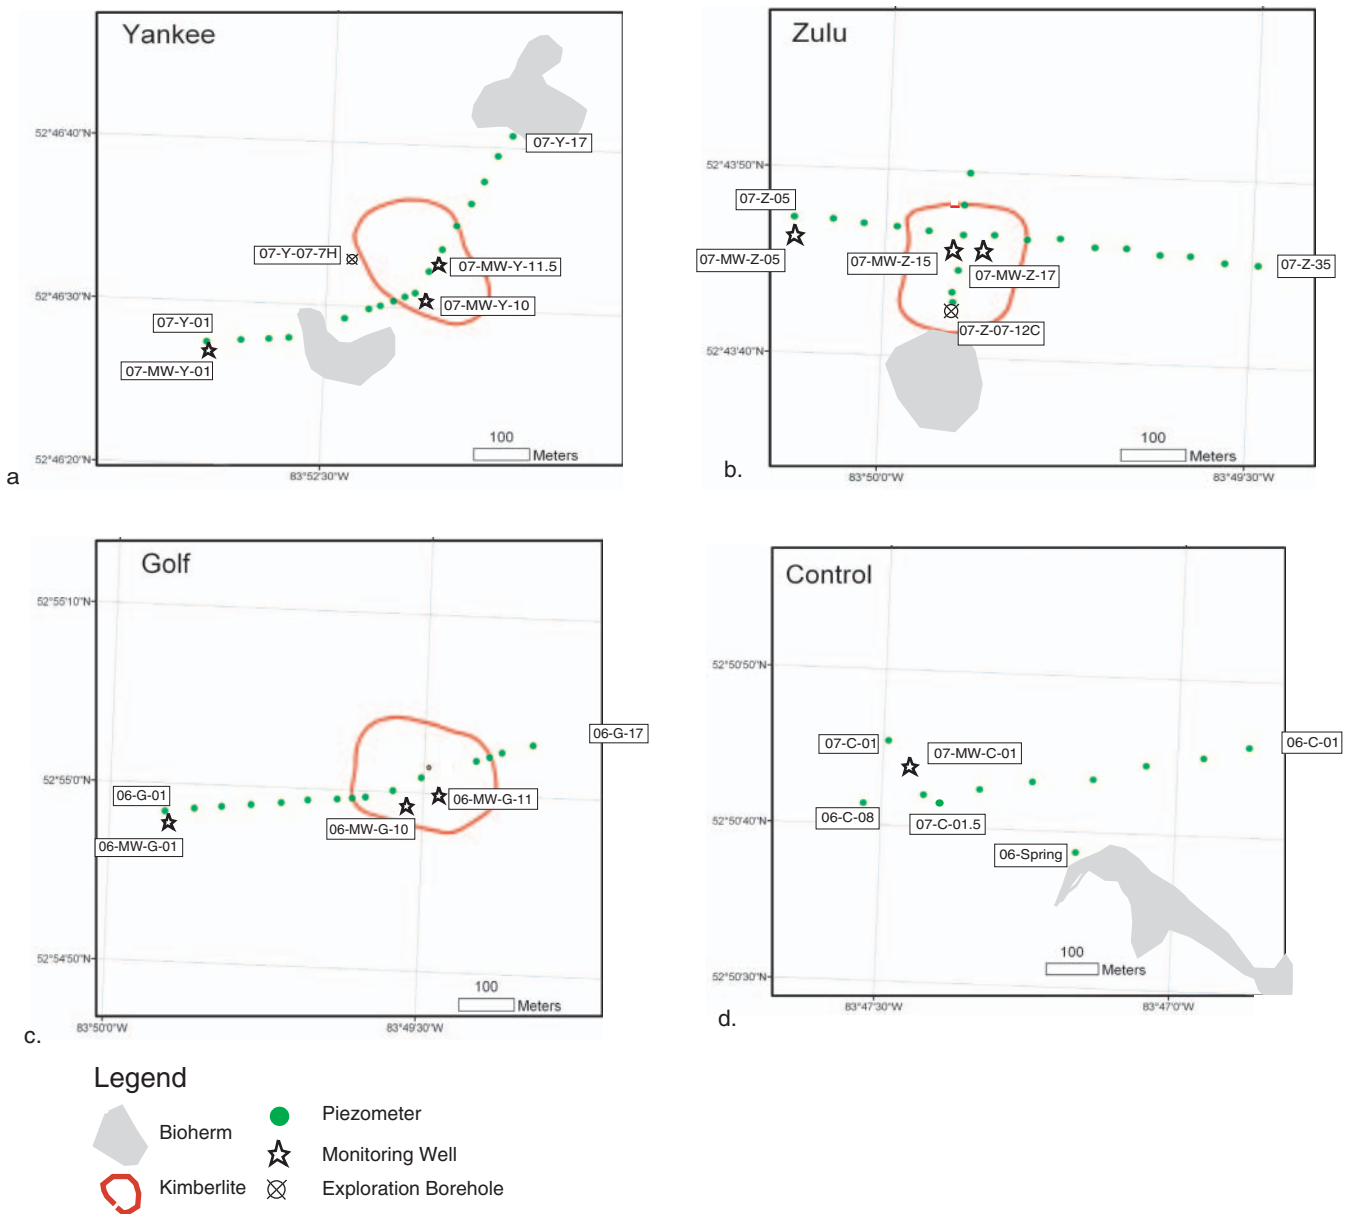 Yankee
52°46'40"N
07-Y-17
07-Y-07-7H
07-MW-Y-11.5
52°46'30"N
07-MW-Y-10
07-Y-01
07-MW-Y-01
100
Meters
52°46'20"N
83°52'30"W
a
Zulu
52°43'50"N
07-Z-05
07-MW-Z-05
07-MW-Z-15
07-MW-Z-17
07-Z-35
07-Z-07-12C
52°43'40"N
100
Meters
83°50'0"W
83°49'30"W
b.
Golf
52°55'10"N
06-G-17
52°55'0"N
06-G-01
06-MW-G-11
06-MW-G-10
06-MW-G-01
52°54'50"N
100
Meters
83°50'0"W
83°49'30"W
c.
Control
52°50'50"N
07-C-01
07-MW-C-01
06-C-01
06-C-08
07-C-01.5
52°50'40"N
06-Spring
100
Meters
52°50'30"N
83°47'30"W
83°47'0"W
d.
Legend
Bioherm
Piezometer
Monitoring Well
Kimberlite
Exploration Borehole